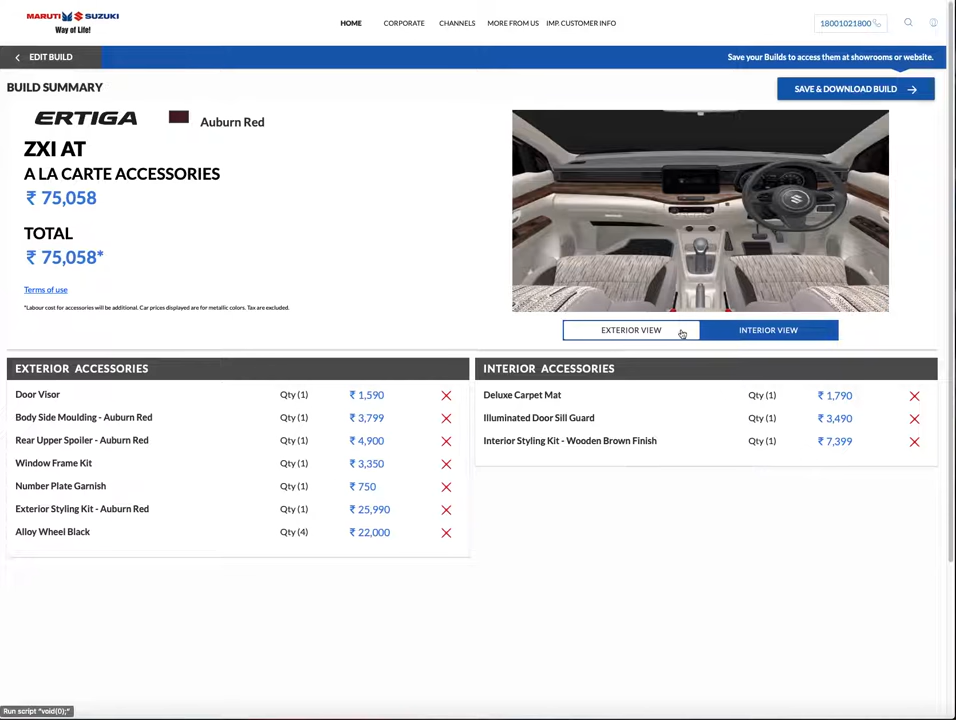 MARUTI SUZUKI
Way of Life!
HOME CORPORATE CHANNELS MORE FROM US IMP. CUSTOMER INFO
18001021800
EDIT BUILD
Save your Builds to access them at showrooms or website.
BUILD SUMMARY
SAVE & DOWNLOAD BUILD
ERTIGA Auburn Red
ZXI AT
A LA CARTE ACCESSORIES
₹ 75,058
TOTAL
₹ 75,058*
Terms of use
*Labour cost for accessories will be additional. Car prices displayed are for metallic colors. Tax are excluded.
EXTERIOR VIEW INTERIOR VIEW
EXTERIOR ACCESSORIES
Door Visor Qty (1) ₹ 1,590
Body Side Moulding - Auburn Red Qty (1) ₹ 3,799
Rear Upper Spoiler - Auburn Red Qty (1) ₹ 4,900
Window Frame Kit Qty (1) ₹ 3,350
Number Plate Garnish Qty (1) ₹ 750
Exterior Styling Kit - Auburn Red Qty (1) ₹ 25,990
Alloy Wheel Black Qty (4) ₹ 22,000
INTERIOR ACCESSORIES
Deluxe Carpet Mat Qty (1) ₹ 1,790
Illuminated Door Sill Guard Qty (1) ₹ 3,490
Interior Styling Kit - Wooden Brown Finish Qty (1) ₹ 7,399
Run script "void(0);"